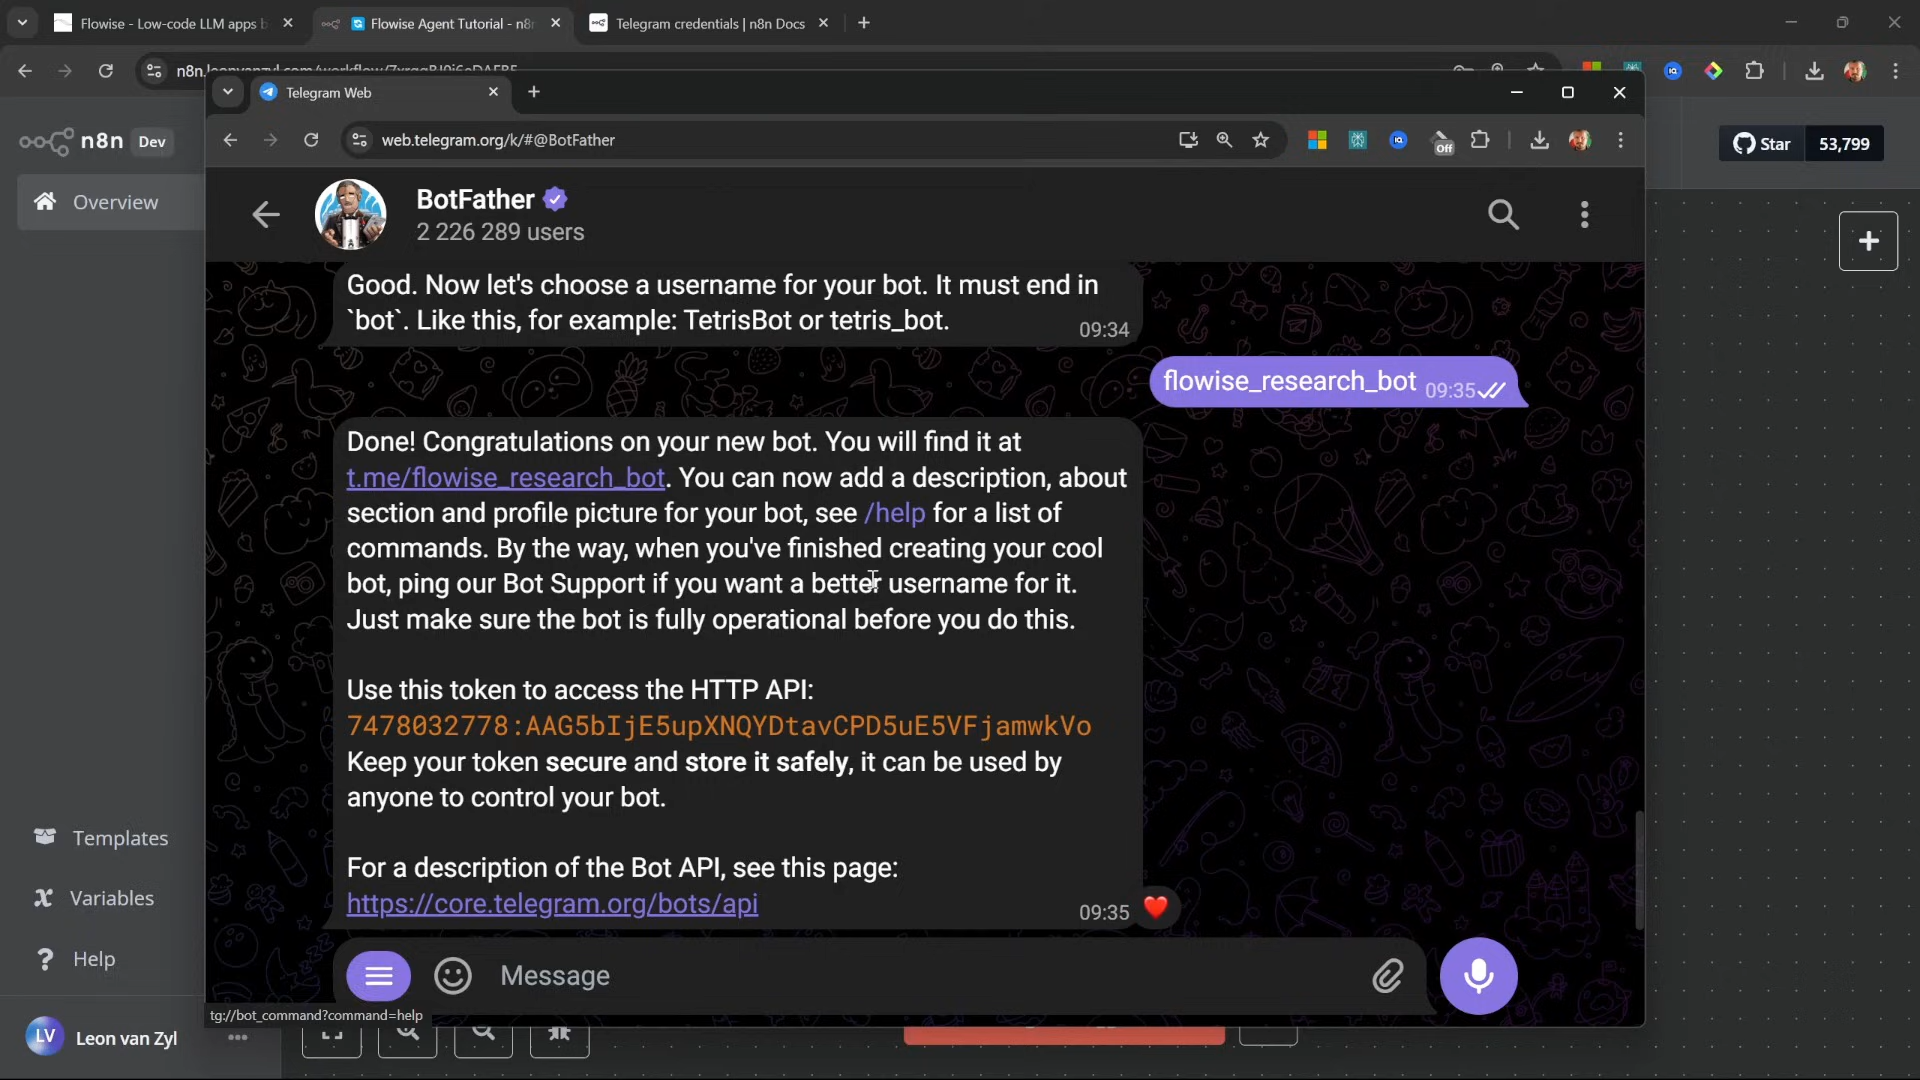 Flowise - Low-code LLM apps b
Flowise Agent Tutorial - n8n
Telegram credentials | n8n Docs
Telegram Web
web.telegram.org/k/#@BotFather
Off
n8n Dev
Overview
Star 53,799
BotFather
2 226 289 users
Good. Now let's choose a username for your bot. It must end in
`bot`. Like this, for example: TetrisBot or tetris_bot.
09:34
flowise_research_bot 09:35
Done! Congratulations on your new bot. You will find it at
t.me/flowise_research_bot. You can now add a description, about
section and profile picture for your bot, see /help for a list of
commands. By the way, when you've finished creating your cool
bot, ping our Bot Support if you want a better username for it.
Just make sure the bot is fully operational before you do this.
Use this token to access the HTTP API:
7478032778:AAG5bIjE5upXNQYDtavCPD5uE5VFjamwkVo
Keep your token secure and store it safely, it can be used by
anyone to control your bot.
For a description of the Bot API, see this page:
https://core.telegram.org/bots/api
09:35
Message
Templates
Variables
Help
tg://bot_command?command=help
LV Leon van Zyl